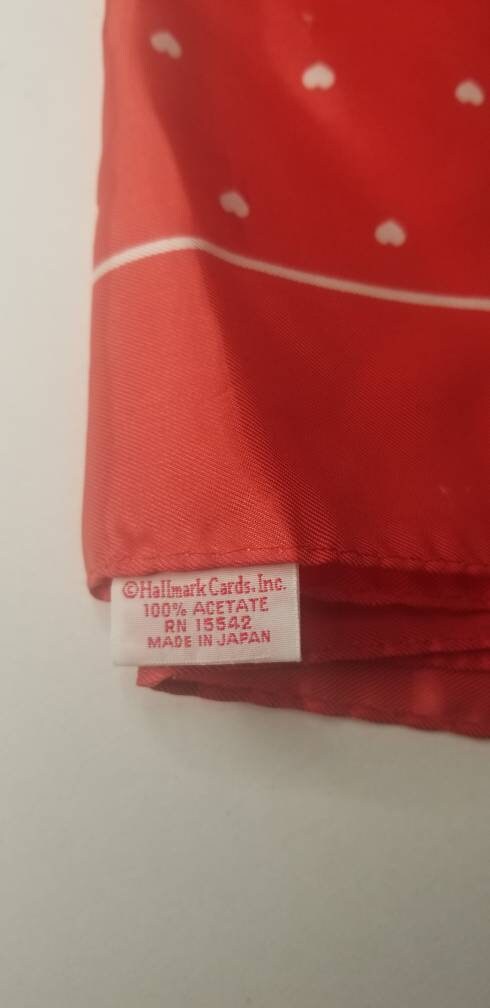 ©Hallmark Cards, Inc.
100% ACETATE
RN 15542
MADE IN JAPAN